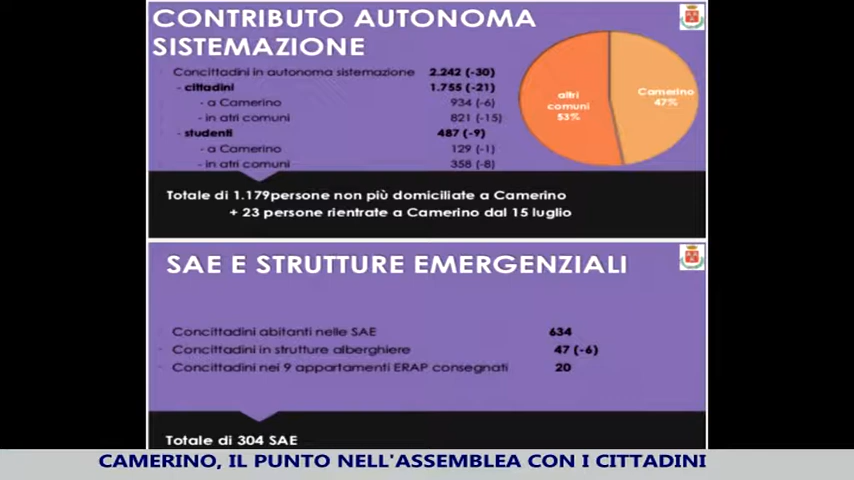 CONTRIBUTO AUTONOMA
SISTEMAZIONE
Concittadini in autonoma sistemazione 2.242 (-30)
- cittadini 1.755 (-21)
- a Camerino 934 (-6)
- in atri comuni 821 (-15)
- studenti 487 (-9)
- a Camerino 129 (-1)
- in atri comuni 358 (-8)
altri
comuni
53%
Camerino
47%
Totale di 1.179persone non più domiciliate a Camerino
+ 23 persone rientrate a Camerino dal 15 luglio
SAE E STRUTTURE EMERGENZIALI
Concittadini abitanti nelle SAE 634
Concittadini in strutture alberghiere 47 (-6)
Concittadini nei 9 appartamenti ERAP consegnati 20
Totale di 304 SAE
CAMERINO, IL PUNTO NELL'ASSEMBLEA CON I CITTADINI